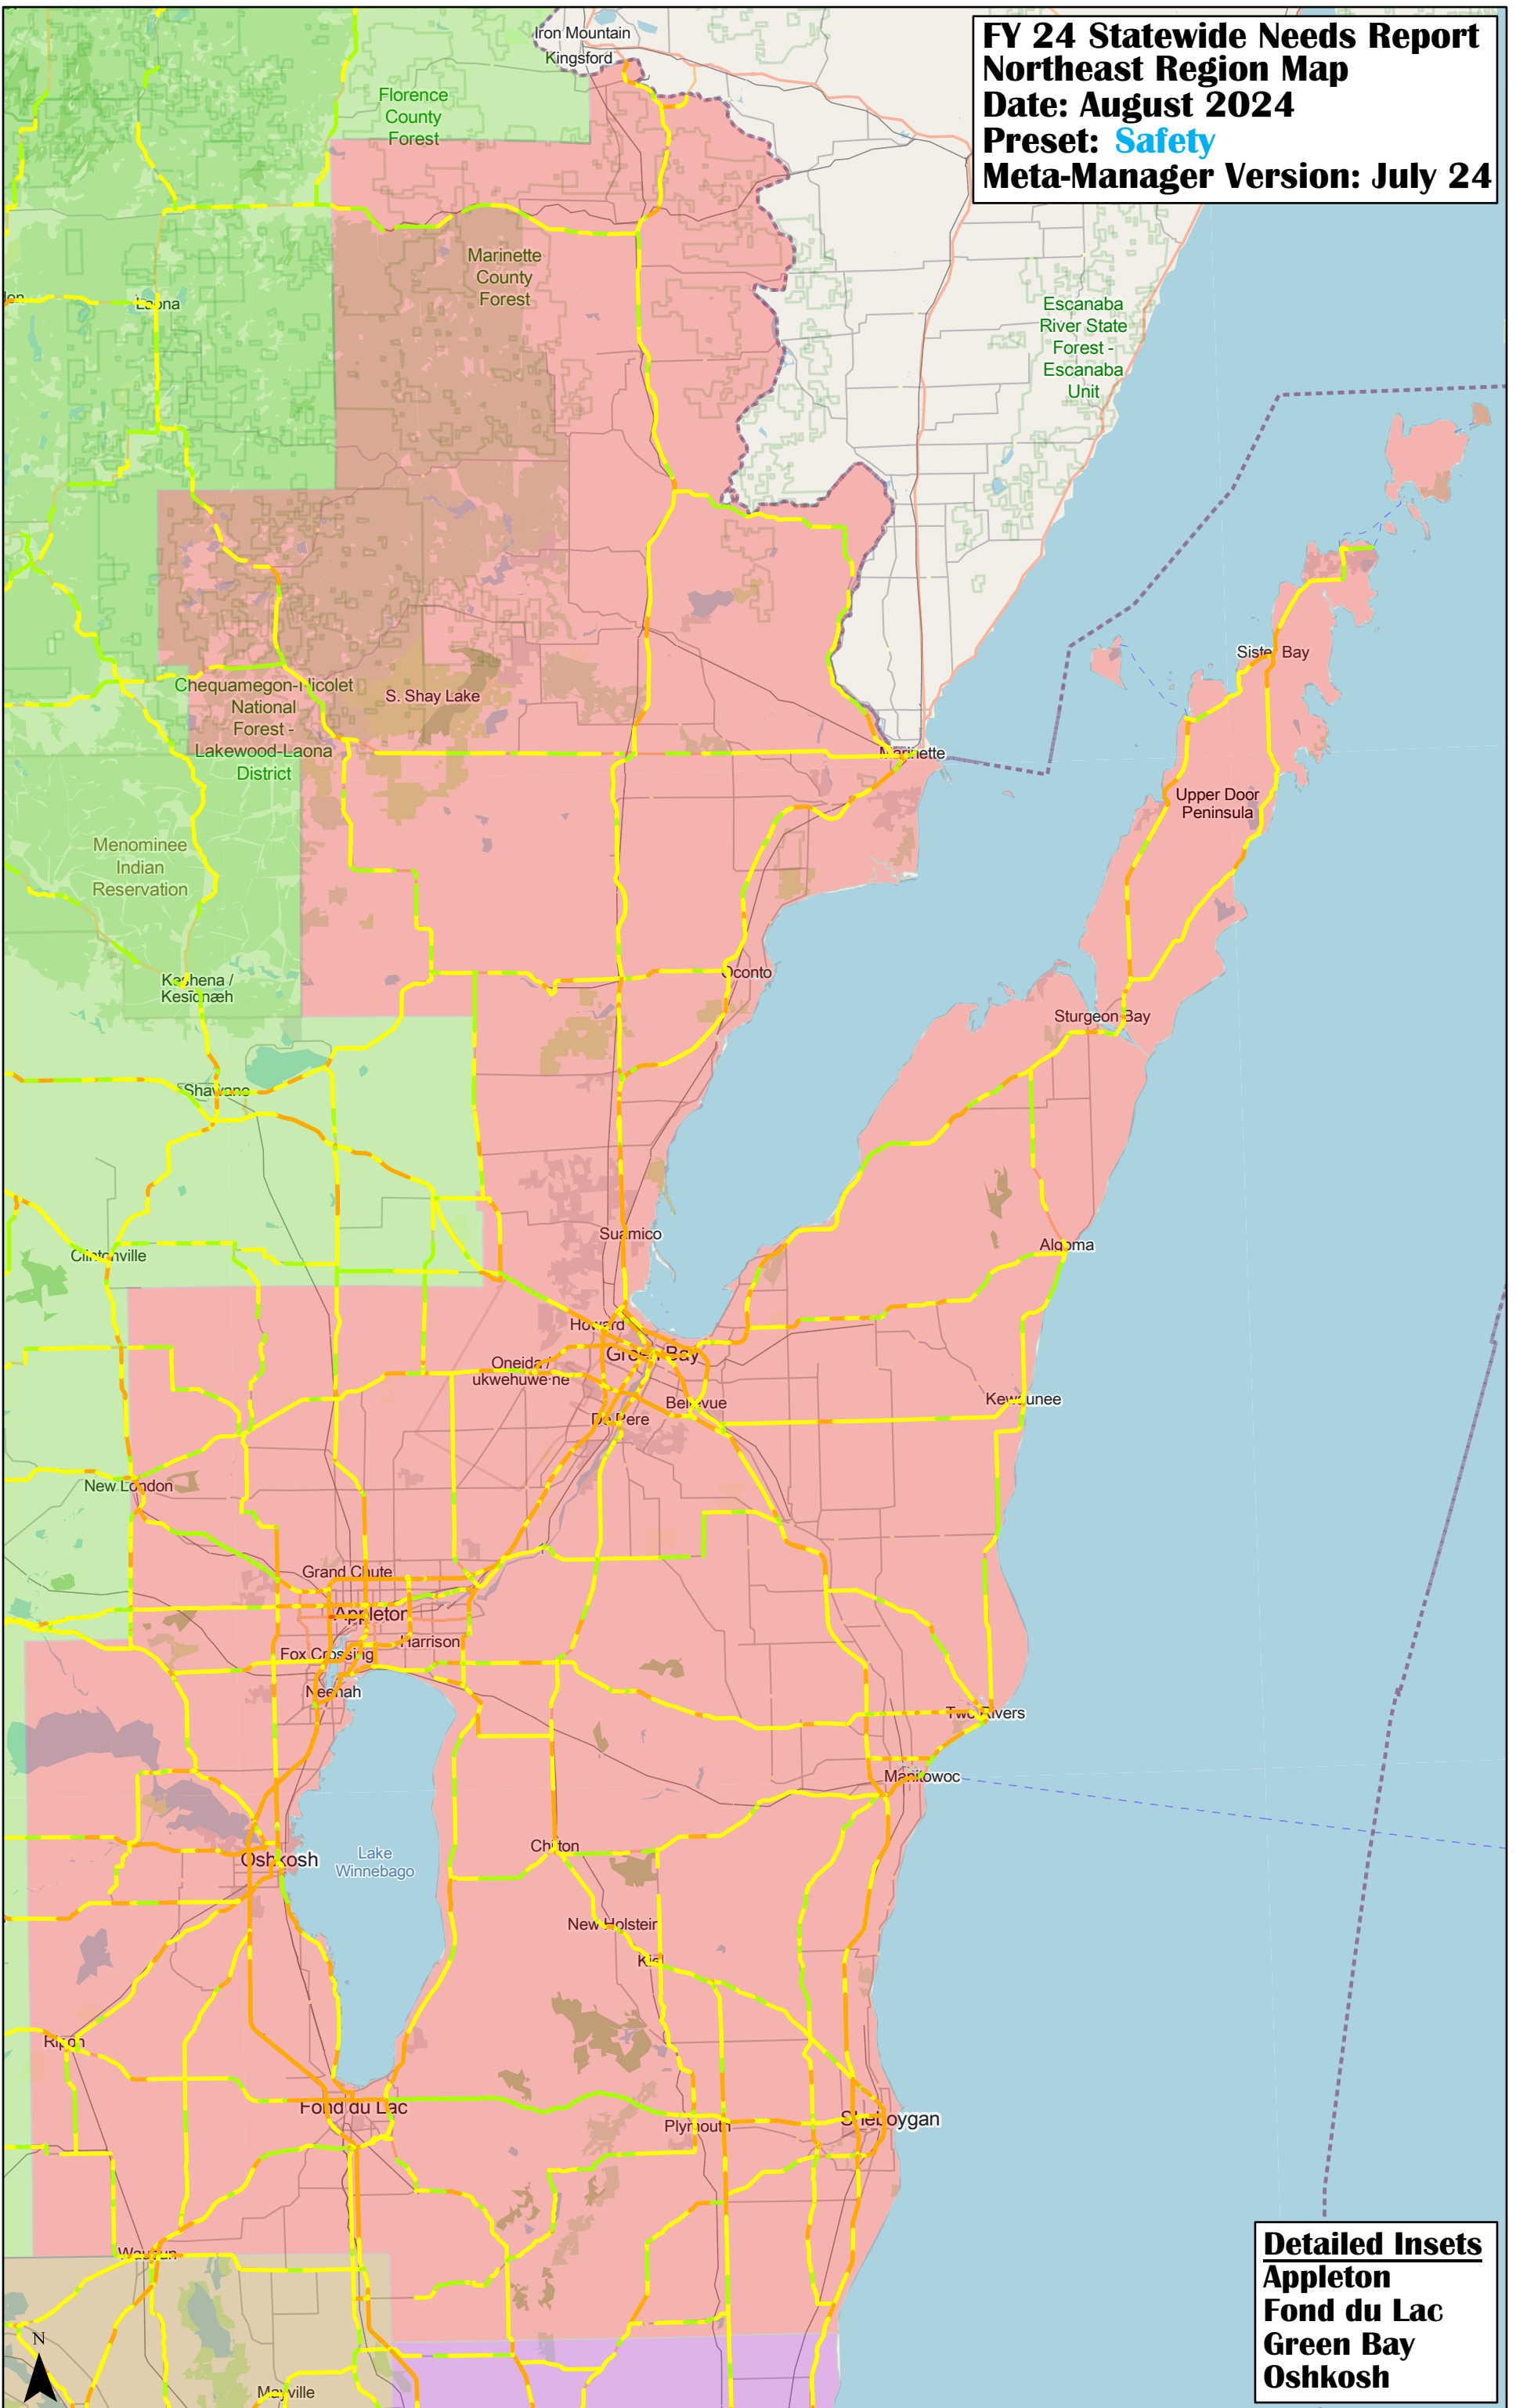 FY 24 Statewide Needs Report
Northeast Region Map
Date: August 2024
Preset: Safety
Meta-Manager Version: July 24
Iron Mountain
Kingsford
Florence
County
Forest
Marinette
County
Forest
Laona
Escanaba
River State
Forest -
Escanaba
Unit
Sister Bay
Chequamegon-Nicolet
National
Forest -
Lakewood-Laona
District
S. Shay Lake
Marinette
Upper Door
Peninsula
Menominee
Indian
Reservation
Oconto
Keshena /
Kesīqnæh
Sturgeon Bay
Shawano
Suamico
Algoma
Clintonville
Howard
Green Bay
Oneida /
ukwehuwe·ne
Bellevue
De Pere
Kewaunee
New London
Grand Chute
Appleton
Harrison
Fox Crossing
Neenah
Two Rivers
Manitowoc
Chilton
Oshkosh
Lake
Winnebago
New Holstein
Kiel
Ripon
Fond du Lac
Plymouth
Sheboygan
Waupun
Mayville
N
Detailed Insets
Appleton
Fond du Lac
Green Bay
Oshkosh